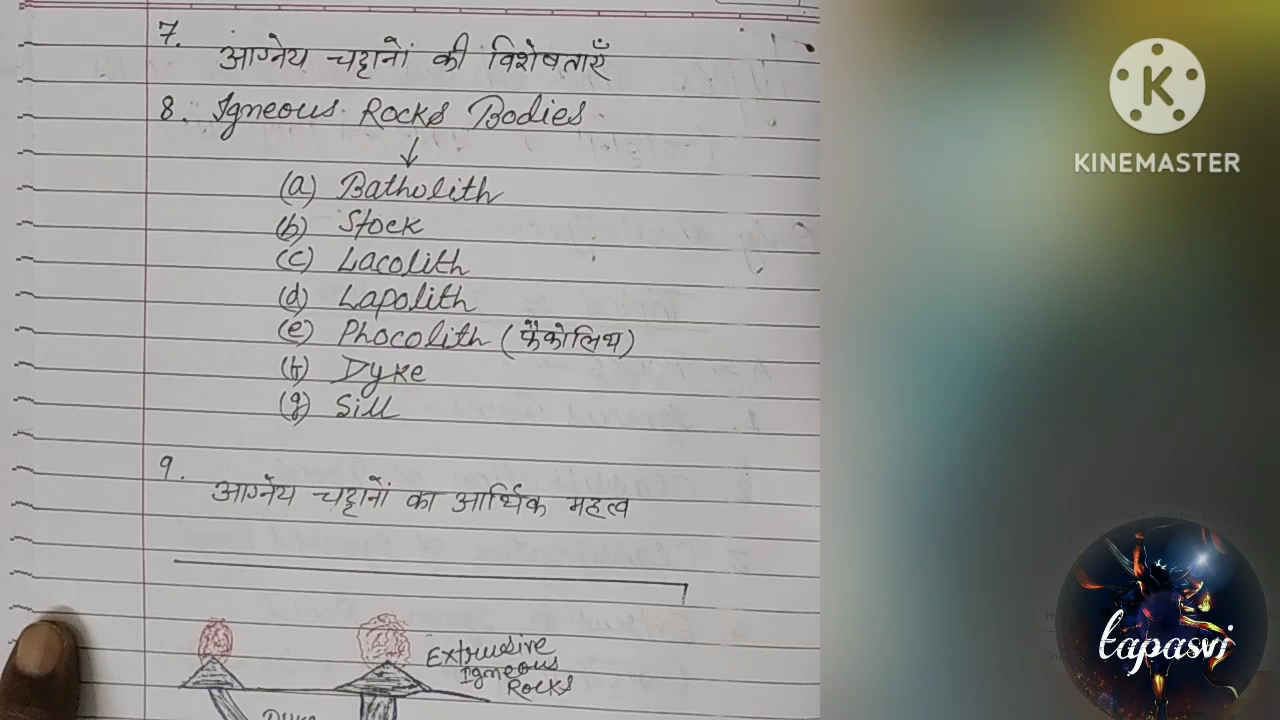 7. आग्नेय चट्टानों की विशेषताएँ
8. Igneous Rocks Bodies
(a) Batholith
(b) Stock
(c) Lacolith
(d) Lapolith
(e) Phocolith (फैकोलिथ)
(f) Dyke
(g) Sill
9. आग्नेय चट्टानों का आर्थिक महत्व
Extrusive
Igneous
Rocks
Dyke
K
KINEMASTER
tapasvi